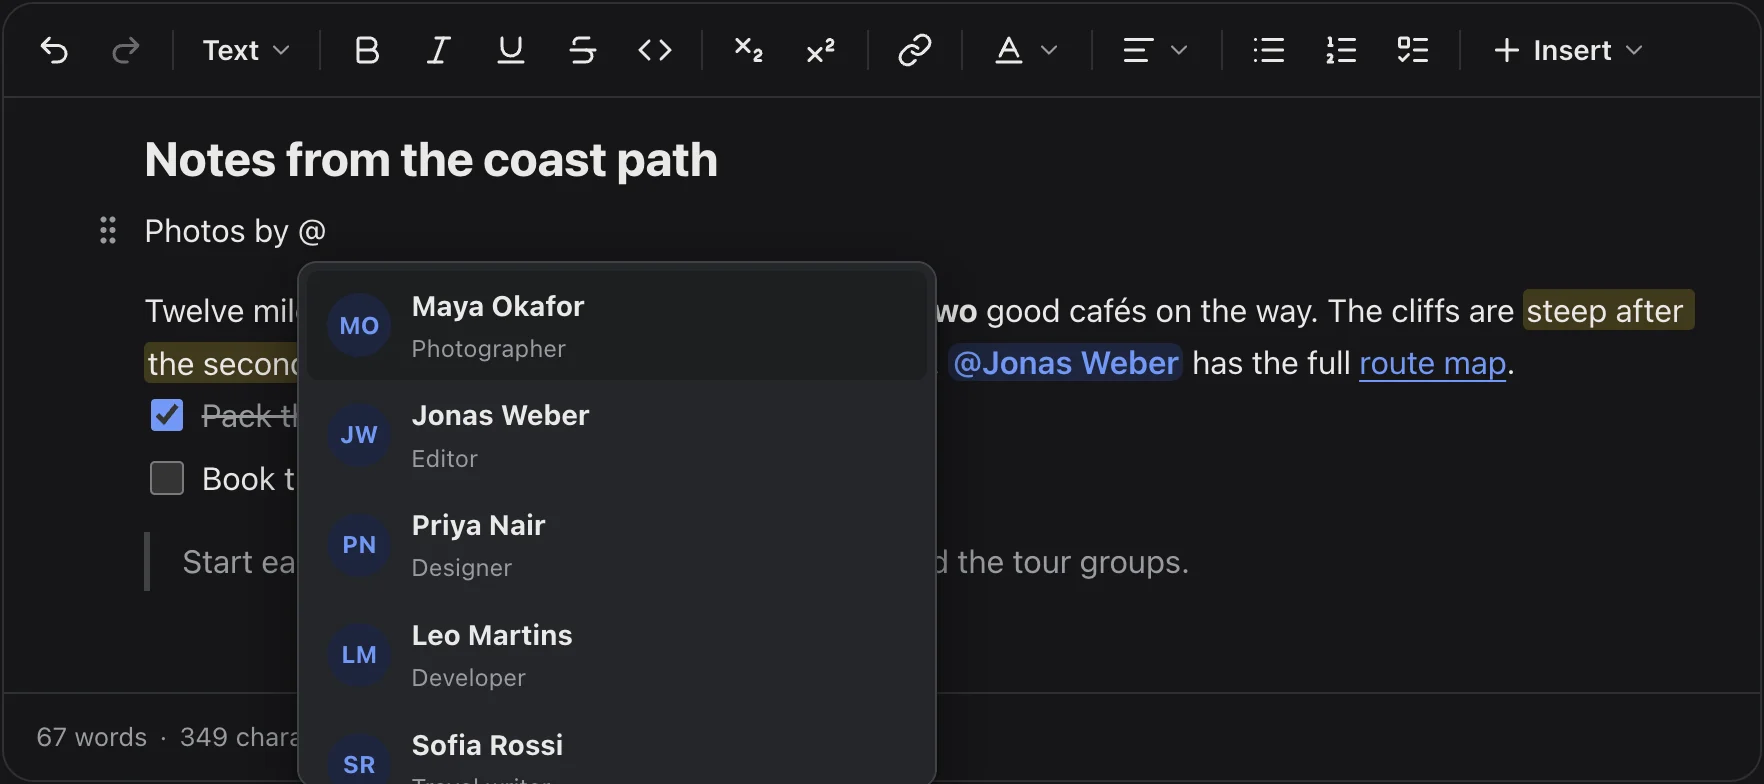 Text
B
I
U
S
<>
X₂
X²
A
Insert
Notes from the coast path
Photos by @
Twelve mil
wo good cafés on the way. The cliffs are steep after
the second
@Jonas Weber has the full route map.
Pack th
Book t
Start ea
d the tour groups.
67 words · 349 chara
MO
Maya Okafor
Photographer
JW
Jonas Weber
Editor
PN
Priya Nair
Designer
LM
Leo Martins
Developer
SR
Sofia Rossi